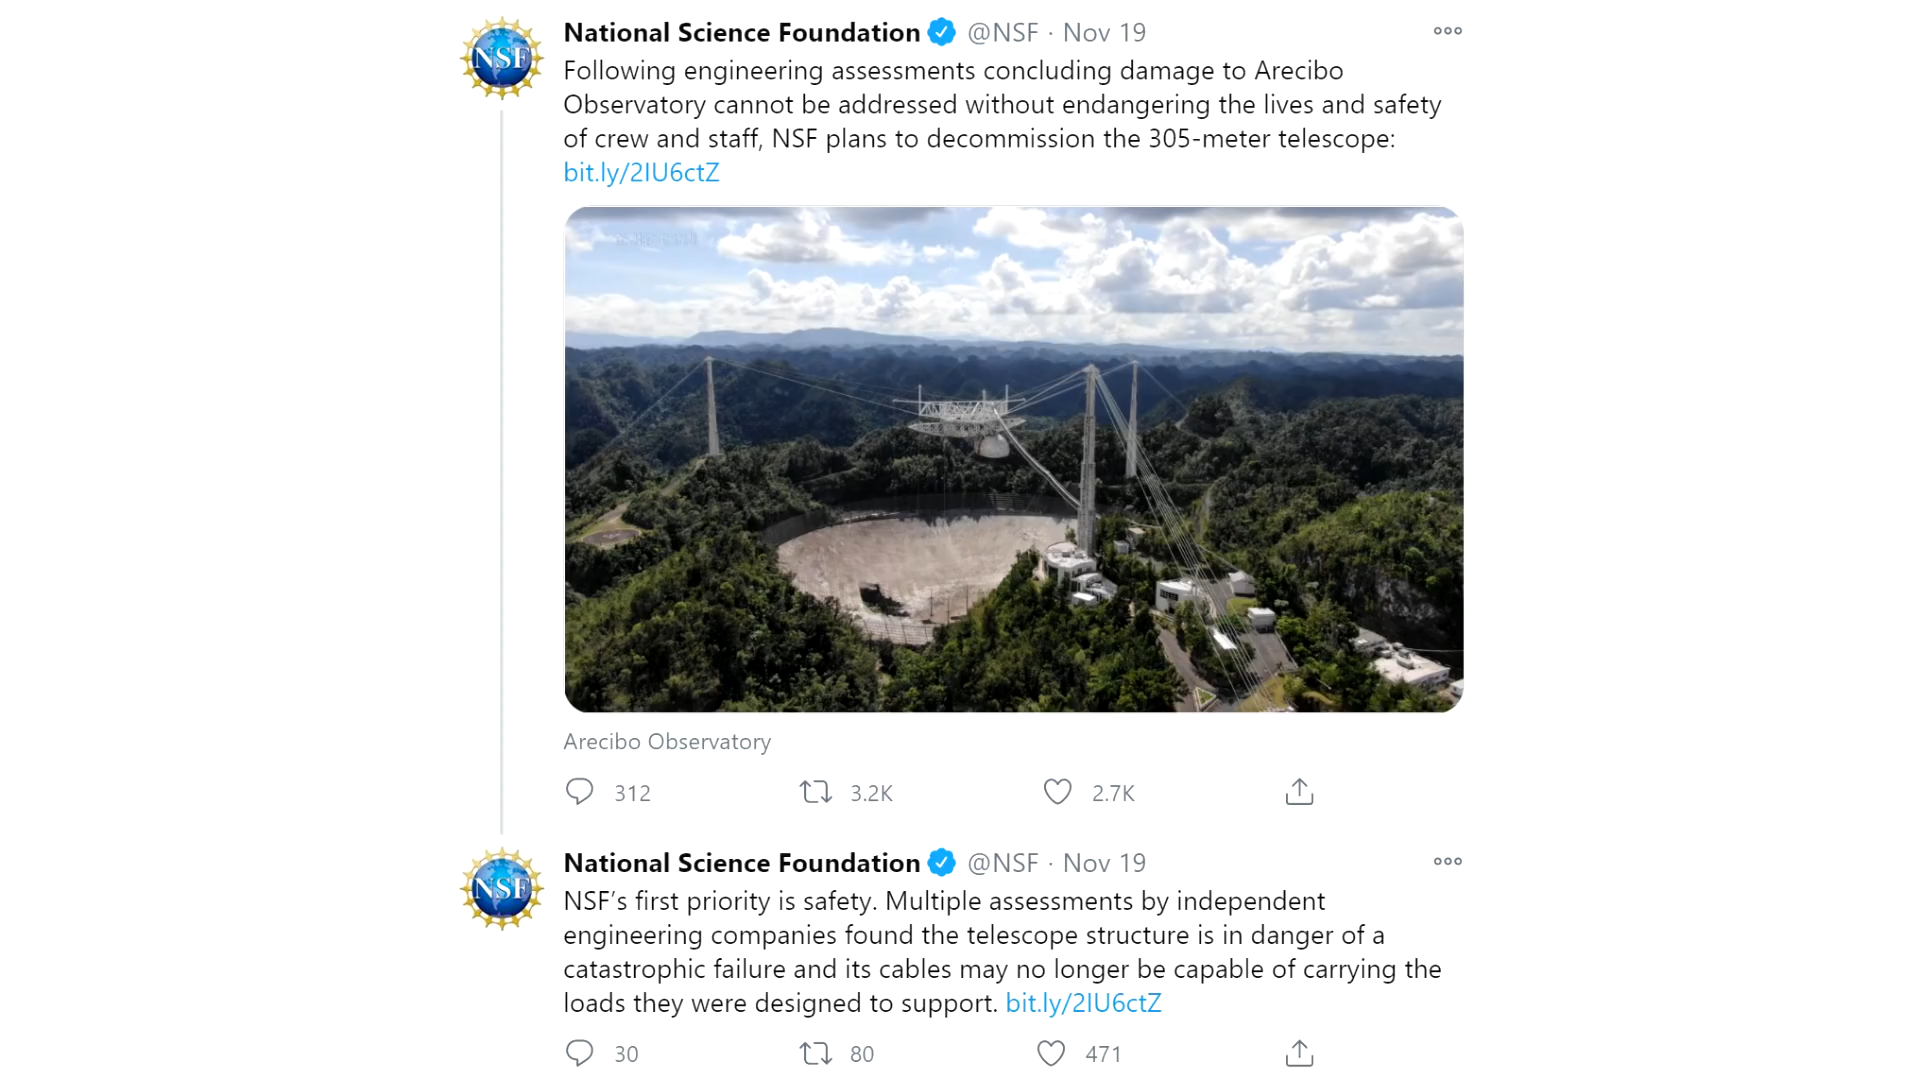 National Science Foundation @NSF · Nov 19
NSF
Following engineering assessments concluding damage to Arecibo
Observatory cannot be addressed without endangering the lives and safety
of crew and staff, NSF plans to decommission the 305-meter telescope:
bit.ly/2IU6ctZ
Arecibo Observatory
312 3.2K 2.7K
National Science Foundation @NSF · Nov 19
NSF
NSF’s first priority is safety. Multiple assessments by independent
engineering companies found the telescope structure is in danger of a
catastrophic failure and its cables may no longer be capable of carrying the
loads they were designed to support. bit.ly/2IU6ctZ
30 80 471